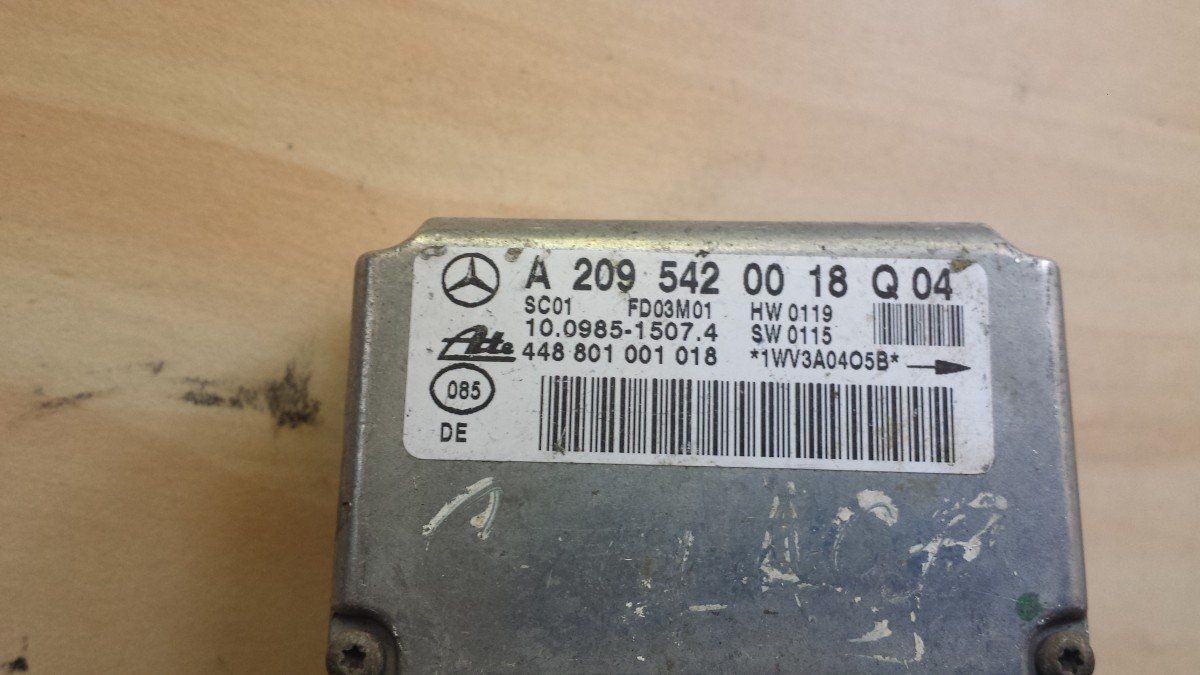 A 209 542 00 18 Q 04
SC01 FD03M01 HW 0119
10.0985-1507.4 SW 0115
Ate 448 801 001 018 *1WV3A04O5B*
085
DE